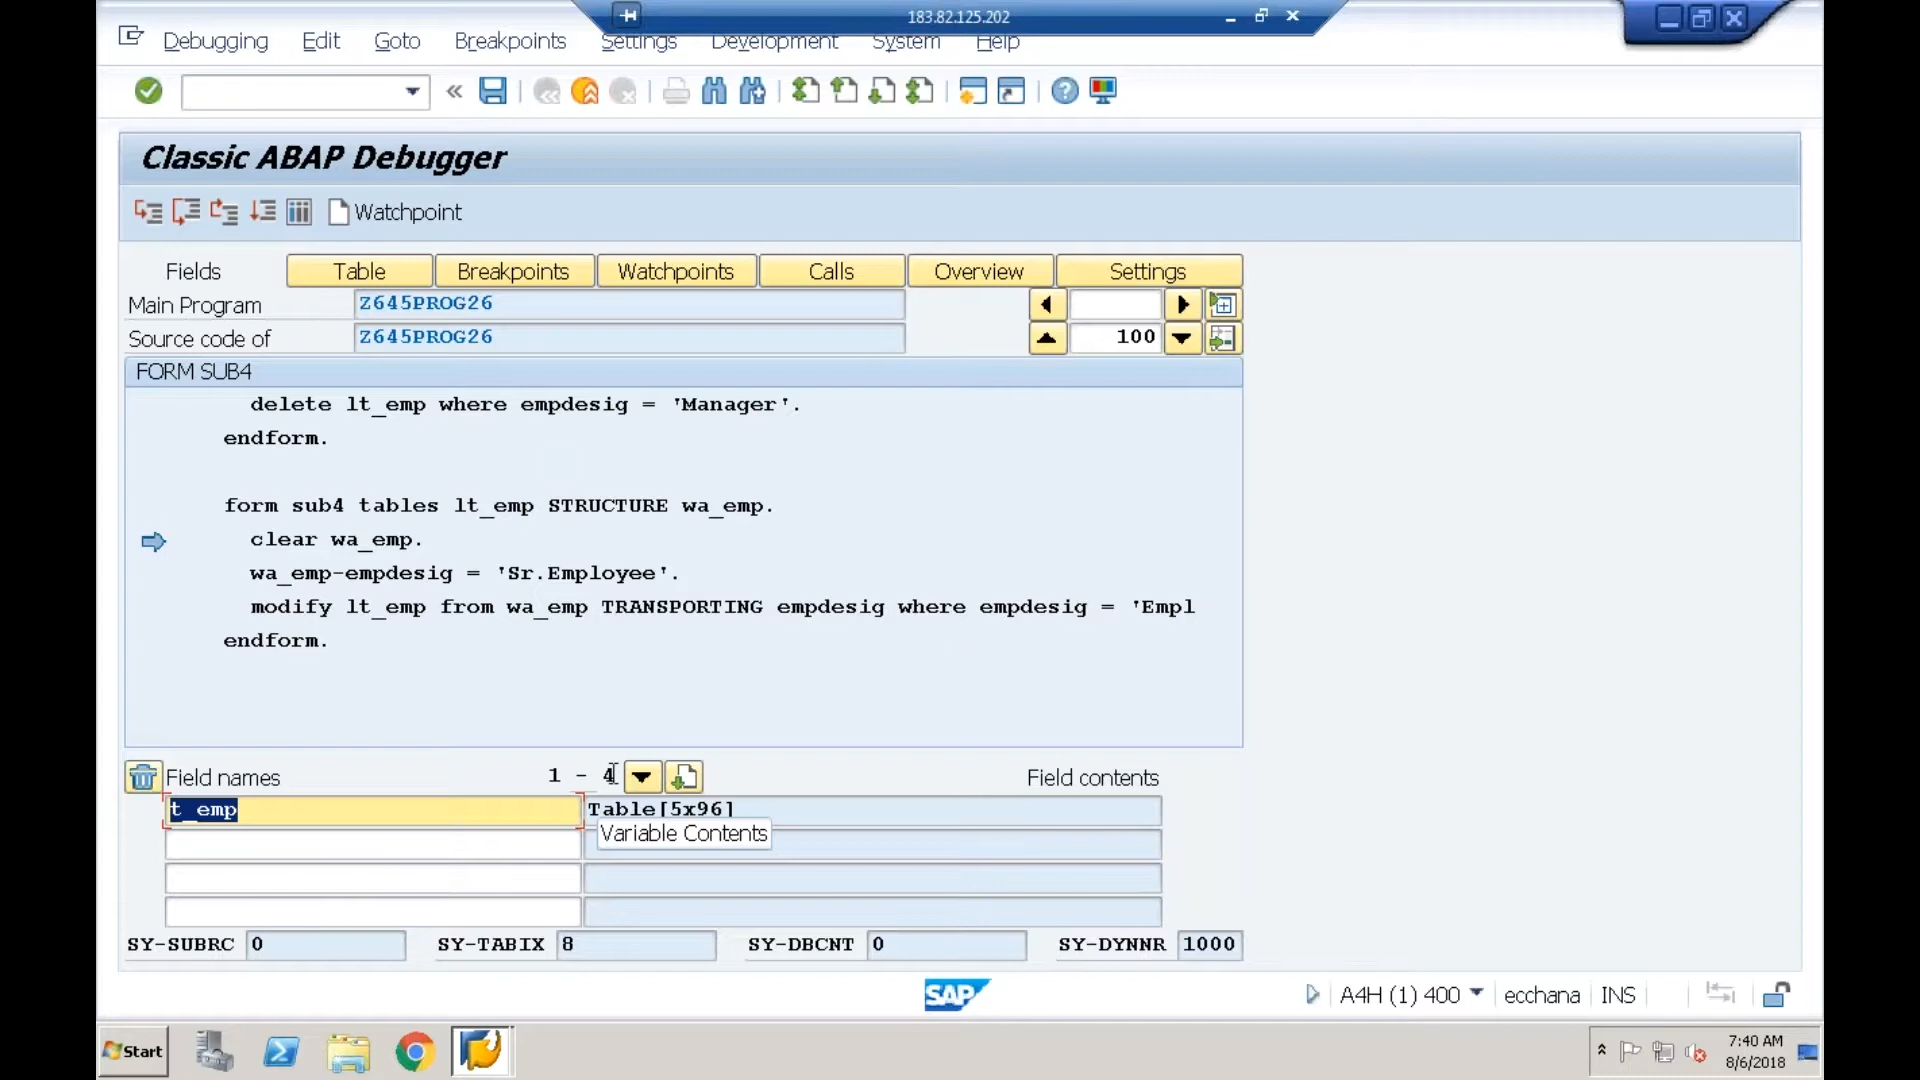 183.82.125.202
Debugging Edit Goto Breakpoints Settings Development System Help
Classic ABAP Debugger
Watchpoint
Fields Table Breakpoints Watchpoints Calls Overview Settings
Main Program Z645PROG26
Source code of Z645PROG26 100
FORM SUB4
delete lt_emp where empdesig = 'Manager'.
endform.
form sub4 tables lt_emp STRUCTURE wa_emp.
clear wa_emp.
wa_emp-empdesig = 'Sr.Employee'.
modify lt_emp from wa_emp TRANSPORTING empdesig where empdesig = 'Empl
endform.
Field names 1 - 4 Field contents
t_emp Table[5x96]
Variable Contents
SY-SUBRC 0 SY-TABIX 8 SY-DBCNT 0 SY-DYNNR 1000
SAP A4H (1) 400 ecchana INS
Start 7:40 AM
8/6/2018